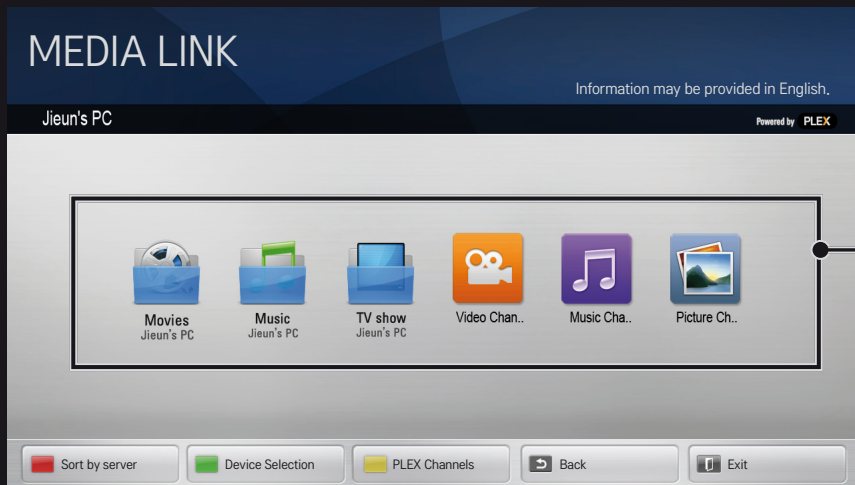 MEDIA LINK
Information may be provided in English.
Jieun's PC
Powered by PLEX
Movies
Jieun's PC
Music
Jieun's PC
TV show
Jieun's PC
Video Chan..
Music Cha..
Picture Ch..
Sort by server
Device Selection
PLEX Channels
Back
Exit